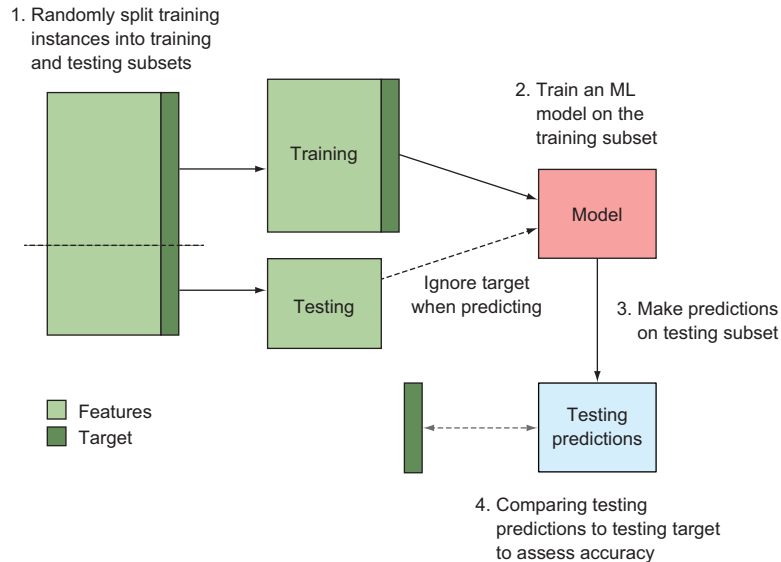 1. Randomly split training
instances into training
and testing subsets
Training
2. Train an ML
model on the
training subset
Model
Testing
Ignore target
when predicting
3. Make predictions
on testing subset
Features
Target
Testing
predictions
4. Comparing testing
predictions to testing target
to assess accuracy